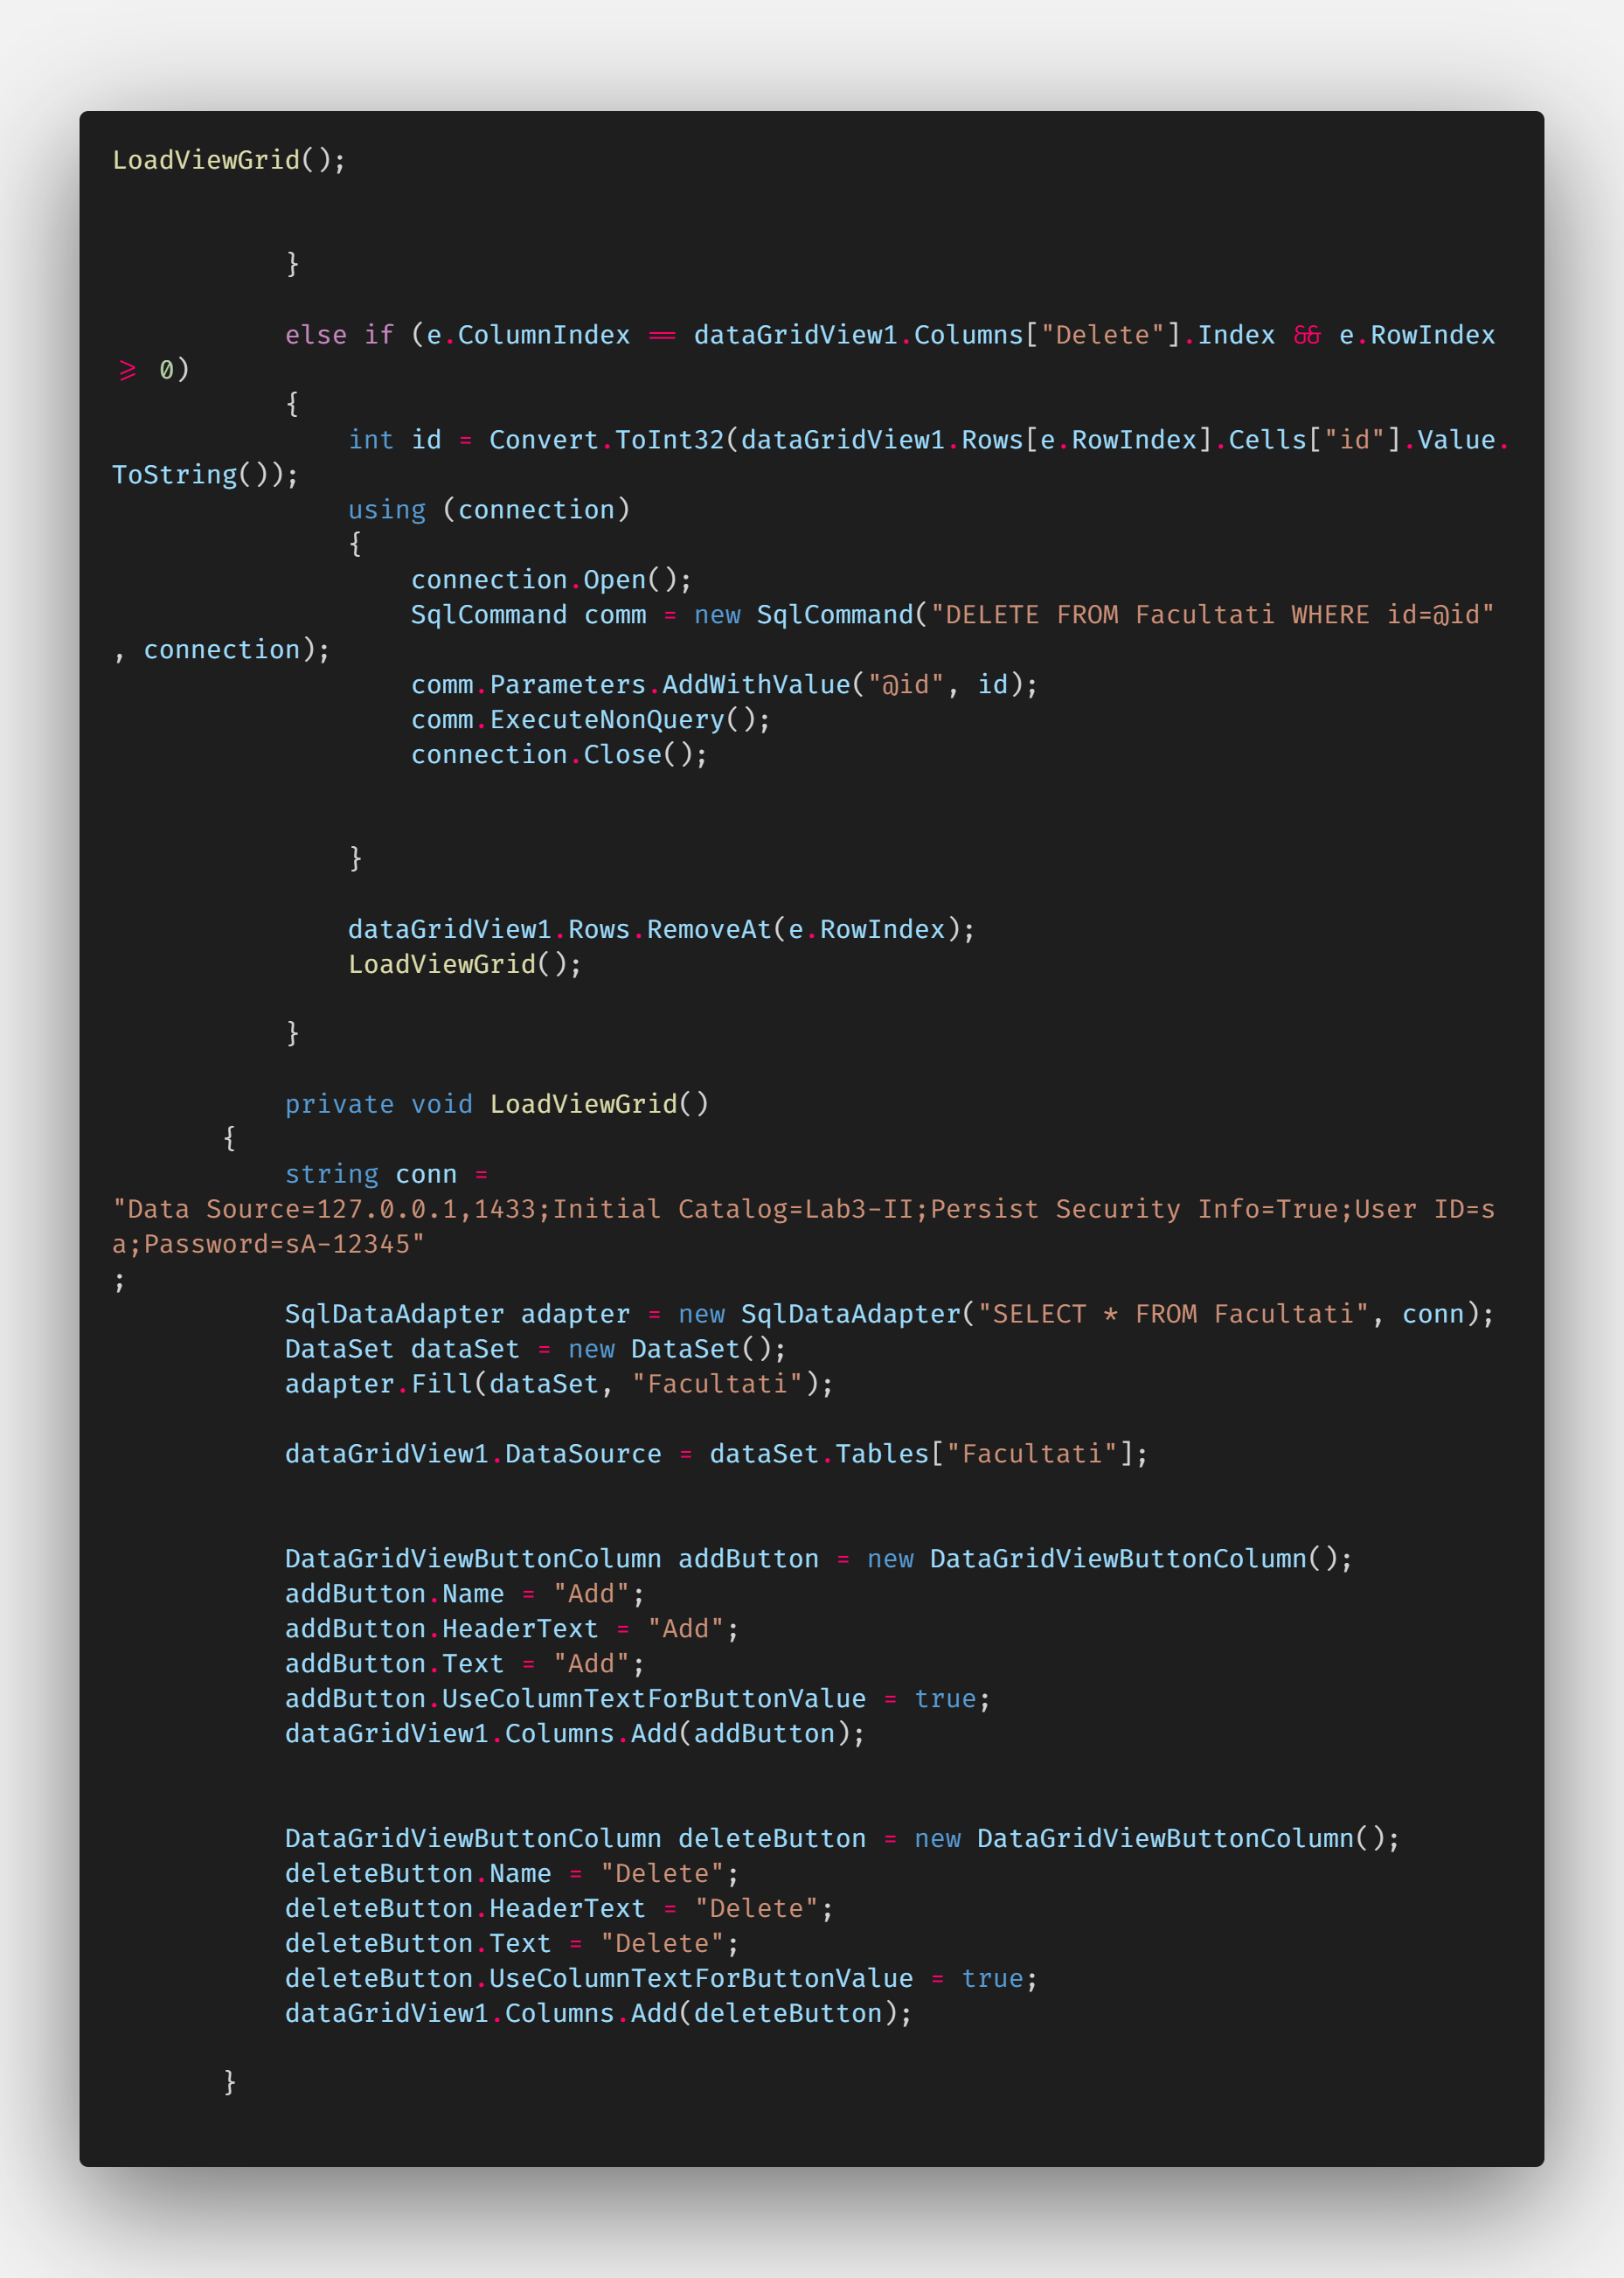 LoadViewGrid();
}
else if (e.ColumnIndex == dataGridView1.Columns["Delete"].Index && e.RowIndex
>= 0)
{
int id = Convert.ToInt32(dataGridView1.Rows[e.RowIndex].Cells["id"].Value.
ToString());
using (connection)
{
connection.Open();
SqlCommand comm = new SqlCommand("DELETE FROM Facultati WHERE id=@id"
, connection);
comm.Parameters.AddWithValue("@id", id);
comm.ExecuteNonQuery();
connection.Close();
}
dataGridView1.Rows.RemoveAt(e.RowIndex);
LoadViewGrid();
}
private void LoadViewGrid()
{
string conn =
"Data Source=127.0.0.1,1433;Initial Catalog=Lab3-II;Persist Security Info=True;User ID=s
a;Password=sA-12345"
;
SqlDataAdapter adapter = new SqlDataAdapter("SELECT * FROM Facultati", conn);
DataSet dataSet = new DataSet();
adapter.Fill(dataSet, "Facultati");
dataGridView1.DataSource = dataSet.Tables["Facultati"];
DataGridViewButtonColumn addButton = new DataGridViewButtonColumn();
addButton.Name = "Add";
addButton.HeaderText = "Add";
addButton.Text = "Add";
addButton.UseColumnTextForButtonValue = true;
dataGridView1.Columns.Add(addButton);
DataGridViewButtonColumn deleteButton = new DataGridViewButtonColumn();
deleteButton.Name = "Delete";
deleteButton.HeaderText = "Delete";
deleteButton.Text = "Delete";
deleteButton.UseColumnTextForButtonValue = true;
dataGridView1.Columns.Add(deleteButton);
}